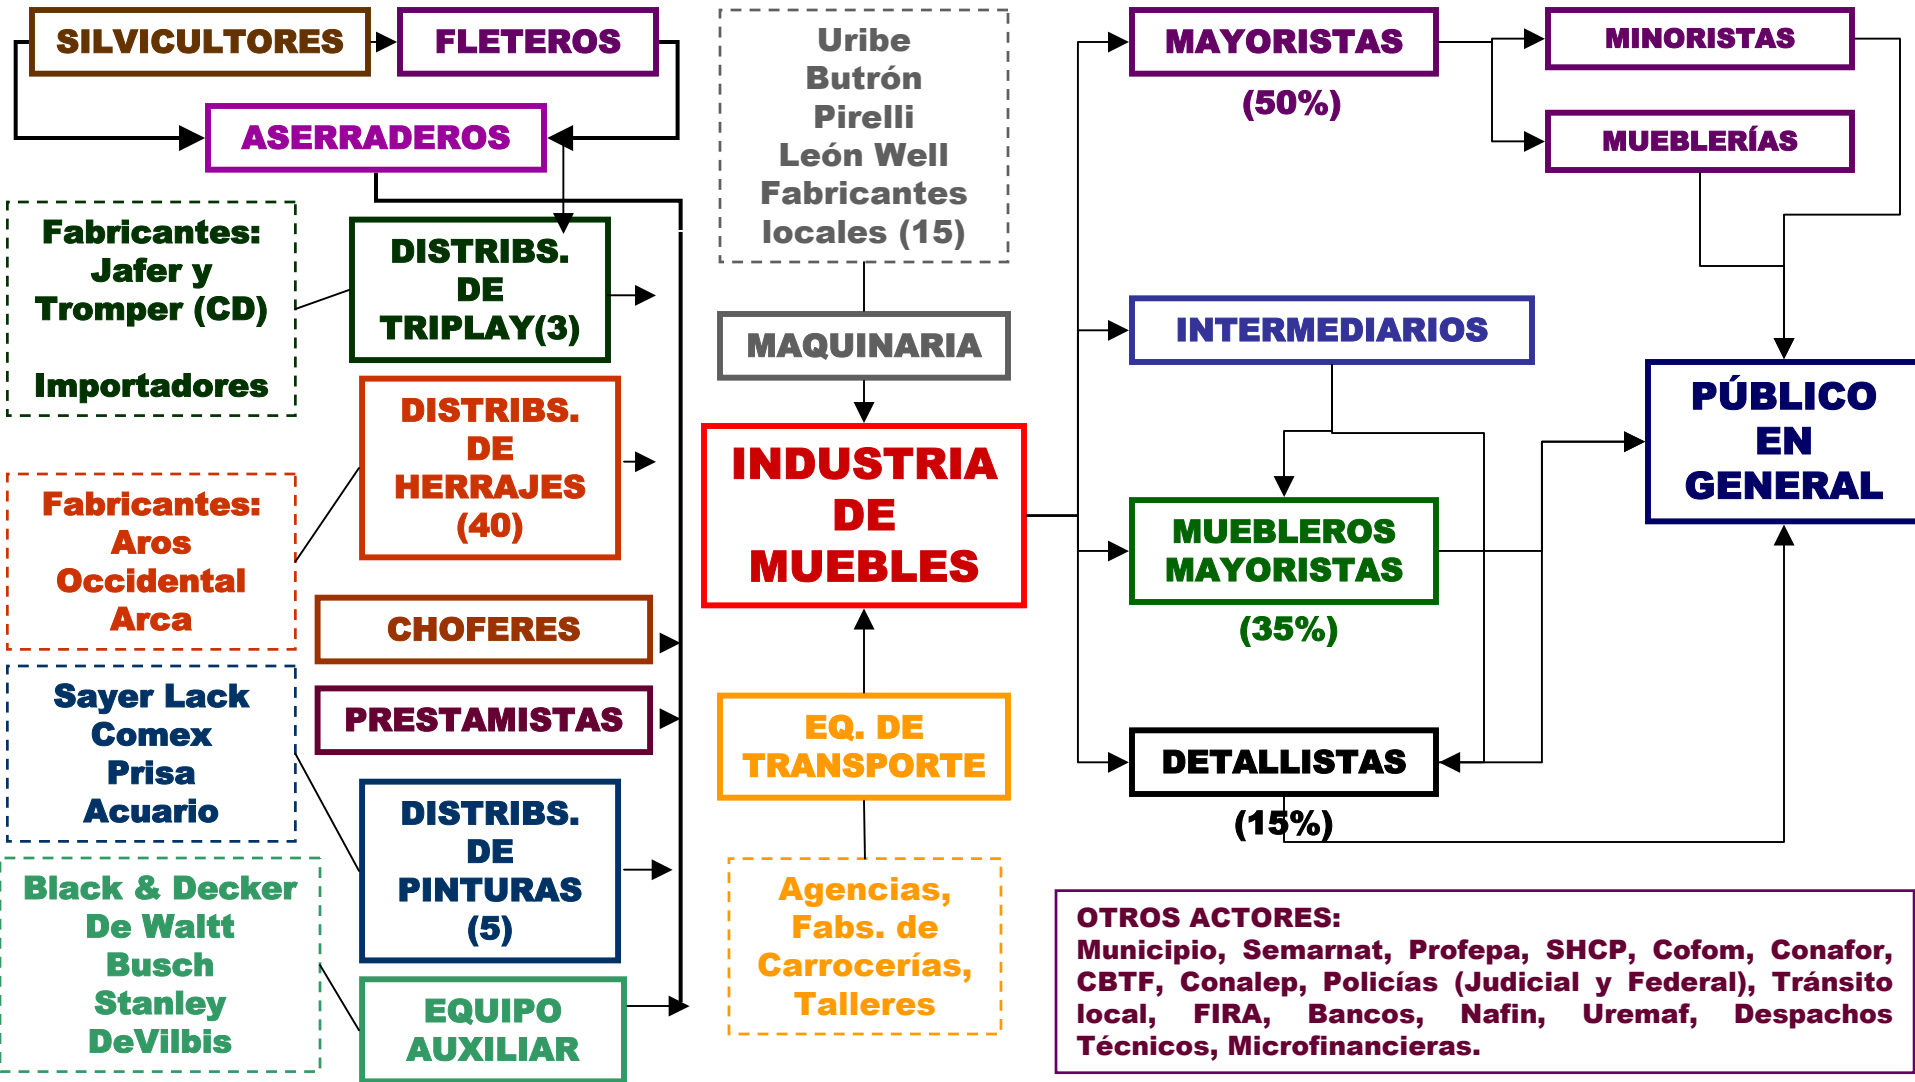 SILVICULTORES
FLETEROS
ASERRADEROS
Fabricantes:
Jafer y
Tromper (CD)
Importadores
DISTRIBS.
DE
TRIPLAY(3)
DISTRIBS.
DE
HERRAJES
(40)
Fabricantes:
Aros
Occidental
Arca
CHOFERES
PRESTAMISTAS
Sayer Lack
Comex
Prisa
Acuario
DISTRIBS.
DE
PINTURAS
(5)
Black & Decker
De Waltt
Busch
Stanley
DeVilbis
EQUIPO
AUXILIAR
Uribe
Butrón
Pirelli
León Well
Fabricantes
locales (15)
MAQUINARIA
INDUSTRIA
DE
MUEBLES
EQ. DE
TRANSPORTE
Agencias,
Fabs. de
Carrocerías,
Talleres
MAYORISTAS
(50%)
MINORISTAS
MUEBLERÍAS
INTERMEDIARIOS
MUEBLEROS
MAYORISTAS
(35%)
DETALLISTAS
(15%)
PÚBLICO
EN
GENERAL
OTROS ACTORES:
Municipio, Semarnat, Profepa, SHCP, Cofom, Conafor,
CBTF, Conalep, Policías (Judicial y Federal), Tránsito
local, FIRA, Bancos, Nafin, Uremaf, Despachos
Técnicos, Microfinancieras.